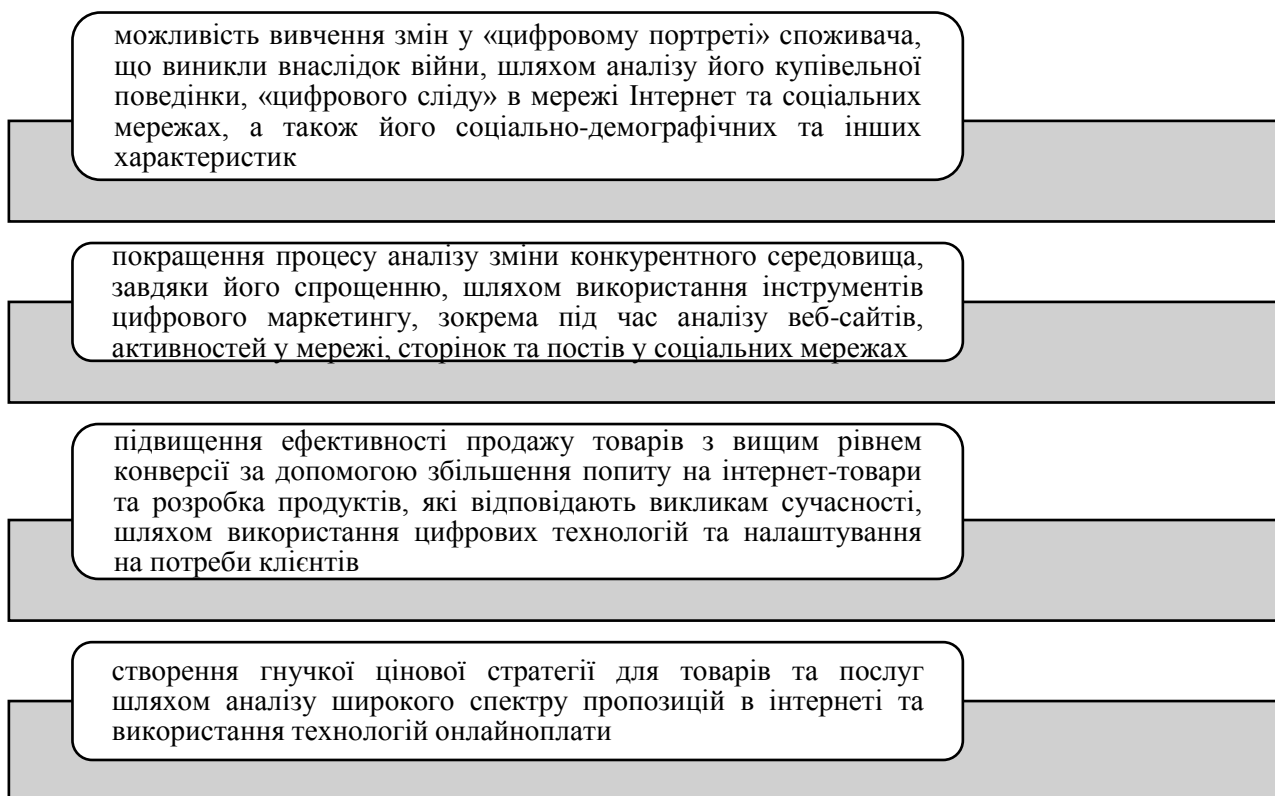 можливість вивчення змін у «цифровому портреті» споживача,
що виникли внаслідок війни, шляхом аналізу його купівельної
поведінки, «цифрового сліду» в мережі Інтернет та соціальних
мережах, а також його соціально-демографічних та інших
характеристик
покращення процесу аналізу зміни конкурентного середовища,
завдяки його спрощенню, шляхом використання інструментів
цифрового маркетингу, зокрема під час аналізу веб-сайтів,
активностей у мережі, сторінок та постів у соціальних мережах
підвищення ефективності продажу товарів з вищим рівнем
конверсії за допомогою збільшення попиту на інтернет-товари
та розробка продуктів, які відповідають викликам сучасності,
шляхом використання цифрових технологій та налаштування
на потреби клієнтів
створення гнучкої цінової стратегії для товарів та послуг
шляхом аналізу широкого спектру пропозицій в інтернеті та
використання технологій онлайноплати